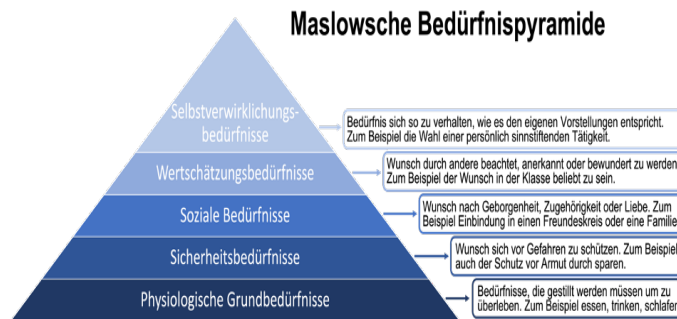 Maslowsche Bedürfnispyramide
Selbstverwirklichungs-
bedürfnisse
Bedürfnis sich so zu verhalten, wie es den eigenen Vorstellungen entspricht.
Zum Beispiel die Wahl einer persönlich sinnstiftenden Tätigkeit.
Wertschätzungsbedürfnisse
Wunsch durch andere beachtet, anerkannt oder bewundert zu werden
Zum Beispiel der Wunsch in der Klasse beliebt zu sein.
Soziale Bedürfnisse
Wunsch nach Geborgenheit, Zugehörigkeit oder Liebe. Zum
Beispiel Einbindung in einen Freundeskreis oder eine Familie
Sicherheitsbedürfnisse
Wunsch sich vor Gefahren zu schützen. Zum Beispiel
auch der Schutz vor Armut durch sparen.
Physiologische Grundbedürfnisse
Bedürfnisse, die gestillt werden müssen um zu
überleben. Zum Beispiel essen, trinken, schlafen